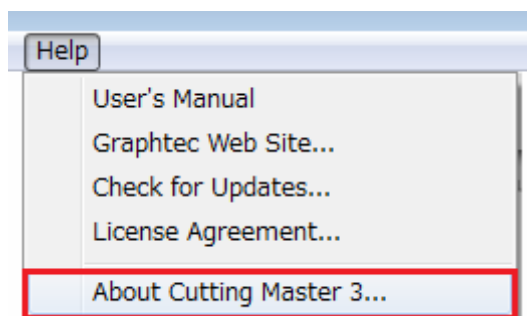 Help
User's Manual
Graphtec Web Site...
Check for Updates...
License Agreement...
About Cutting Master 3...